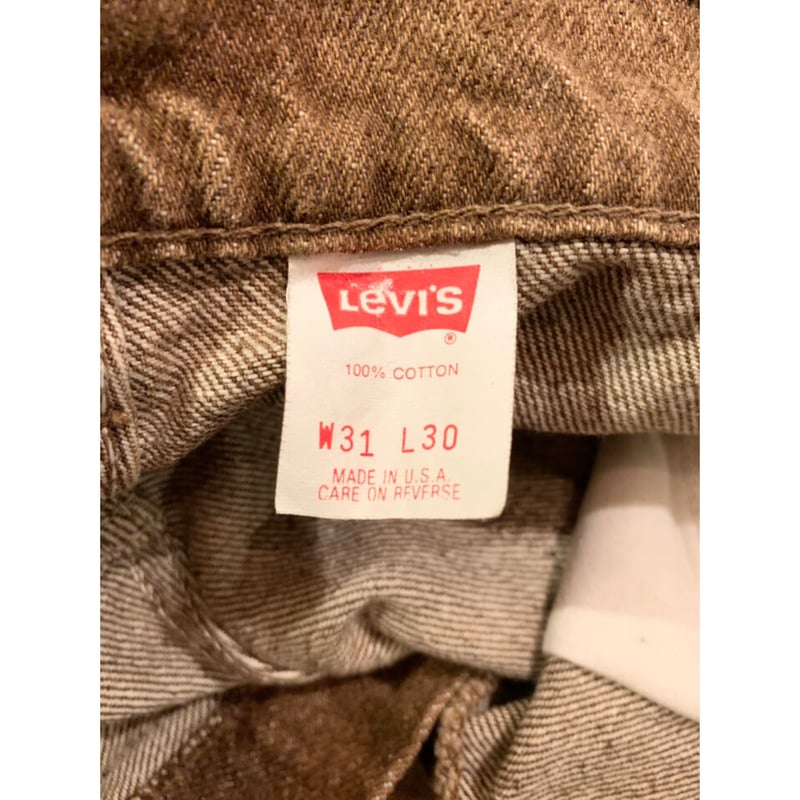 Levi's
®
100% COTTON
W31 L30
MADE IN U.S.A.
CARE ON REVERSE